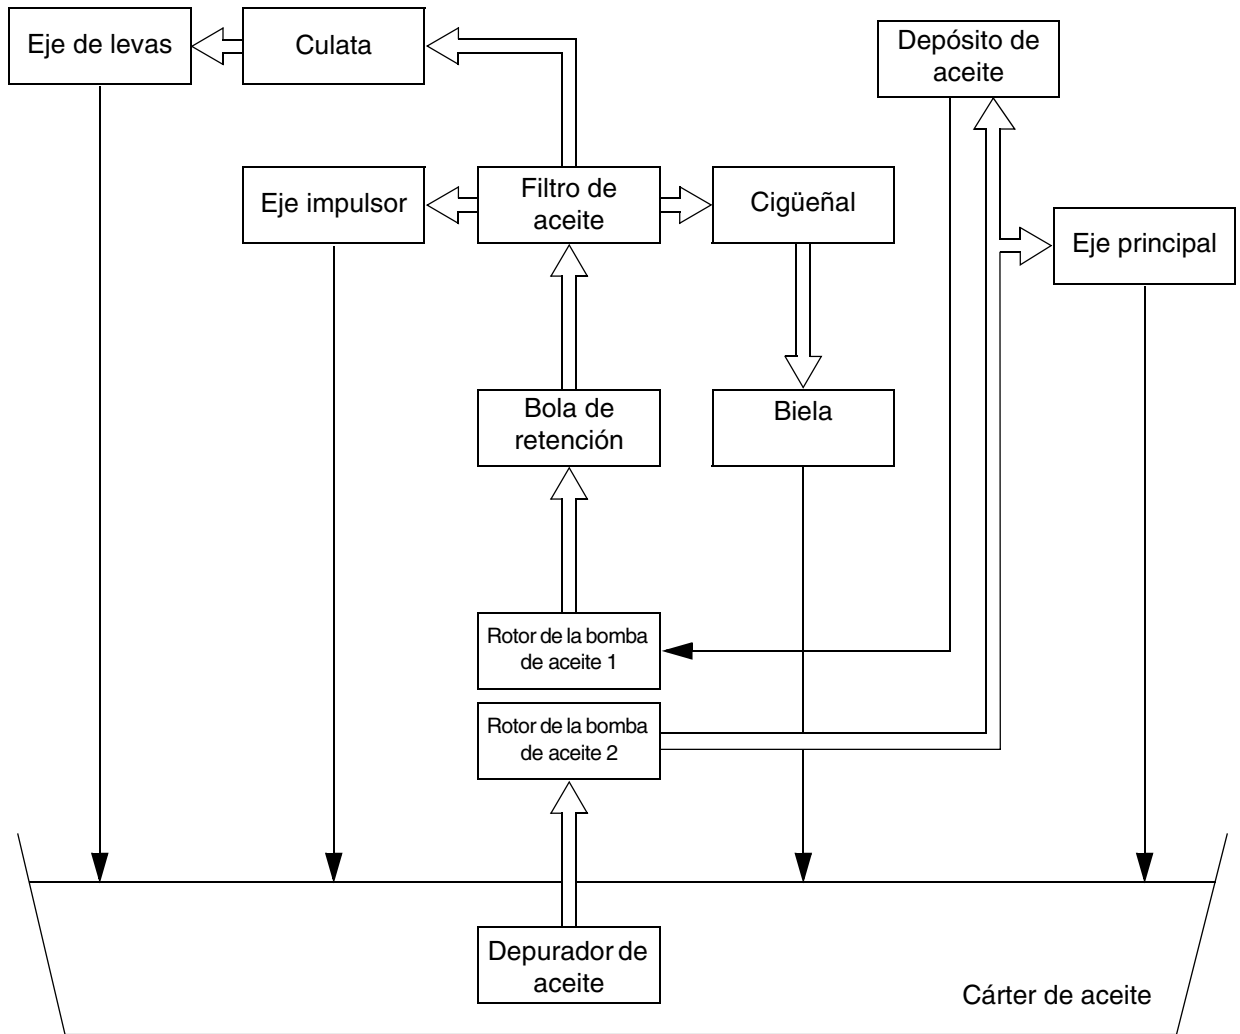 Eje de levas
Culata
Depósito de
aceite
Eje impulsor
Filtro de
aceite
Cigüeñal
Eje principal
Bola de
retención
Biela
Rotor de la bomba
de aceite 1
Rotor de la bomba
de aceite 2
Depurador de
aceite
Cárter de aceite